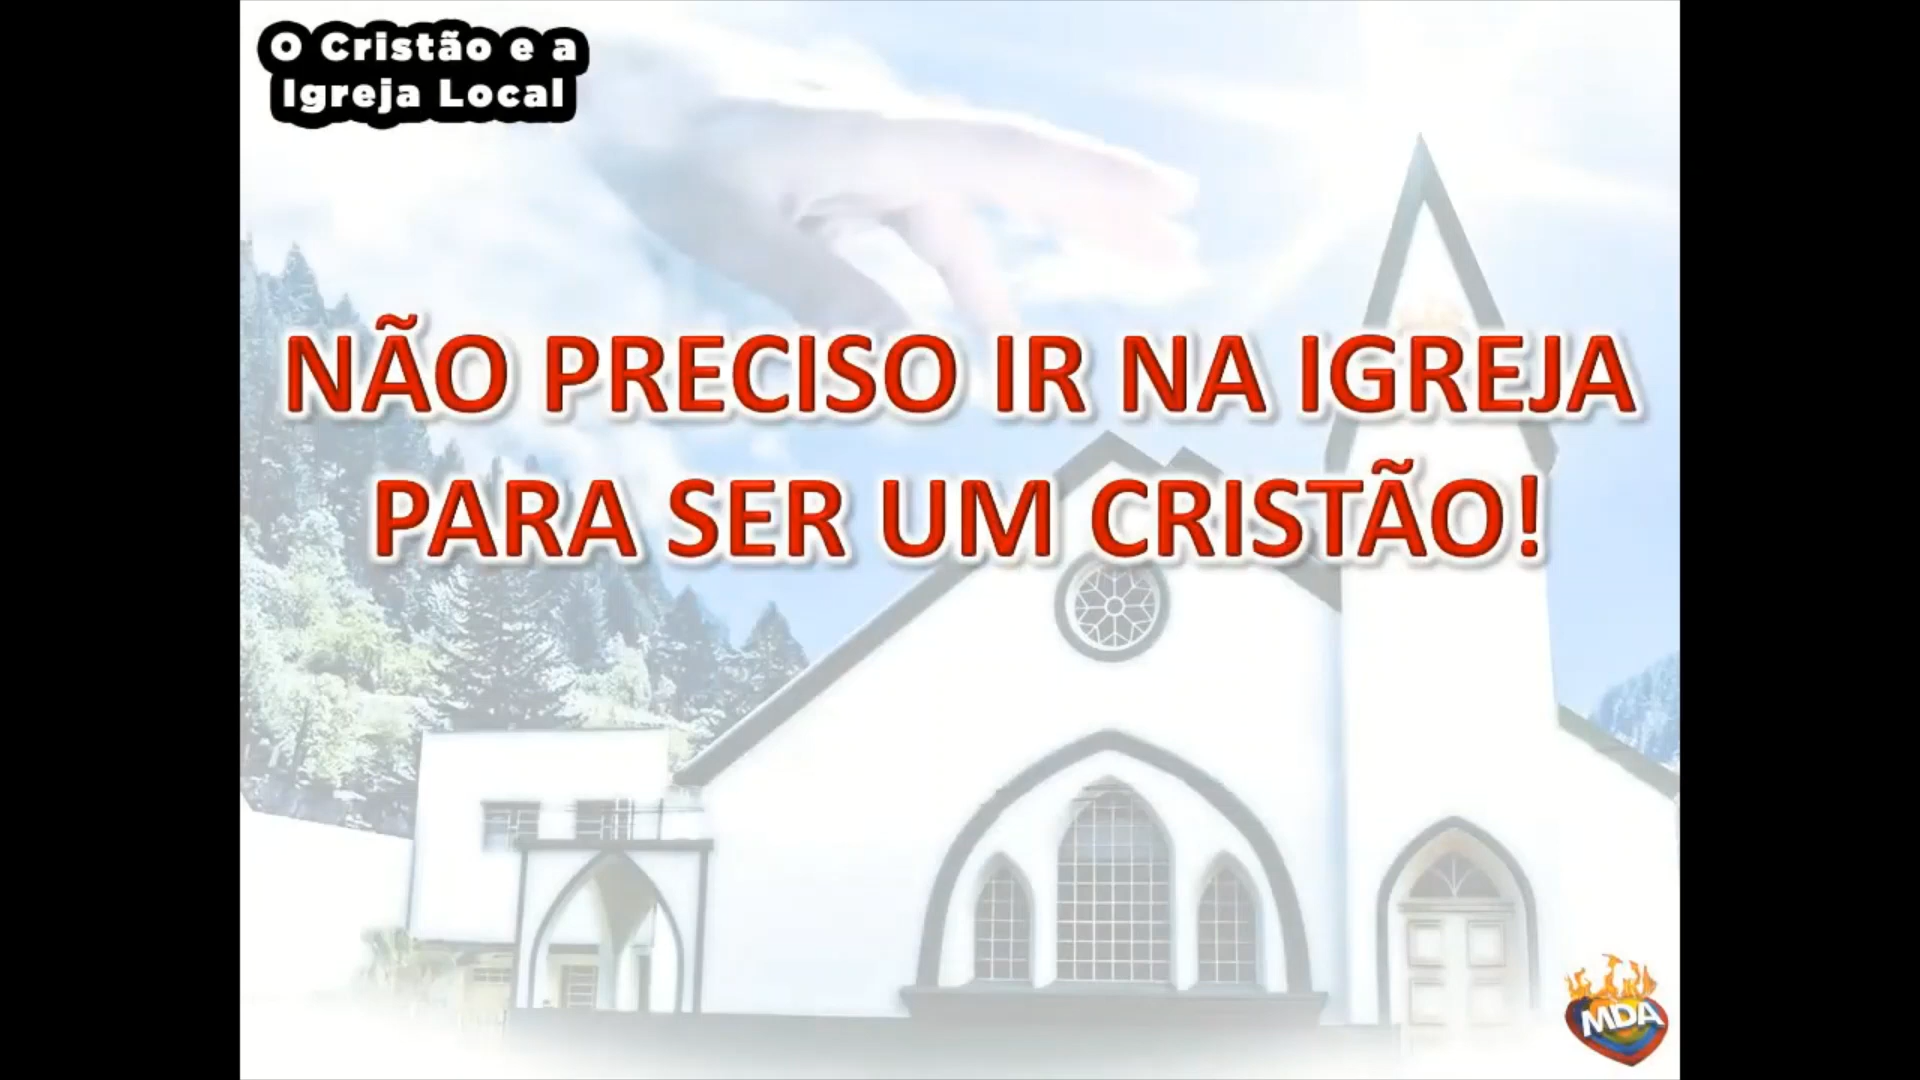 O Cristão e a
Igreja Local
NÃO PRECISO IR NA IGREJA
PARA SER UM CRISTÃO!
MDA